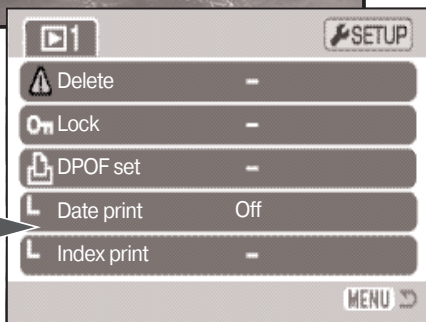 1
SETUP
Delete –
Lock –
DPOF set –
Date print Off
Index print –
MENU